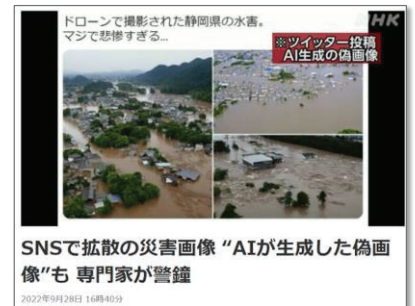 ドローンで撮影された静岡県の水害。
マジで悲惨すぎる...
NHK
※ツイッター投稿
AI生成の偽画像
SNSで拡散の災害画像 “AIが生成した偽画
像”も 専門家が警鐘
2022年9月28日 16時40分